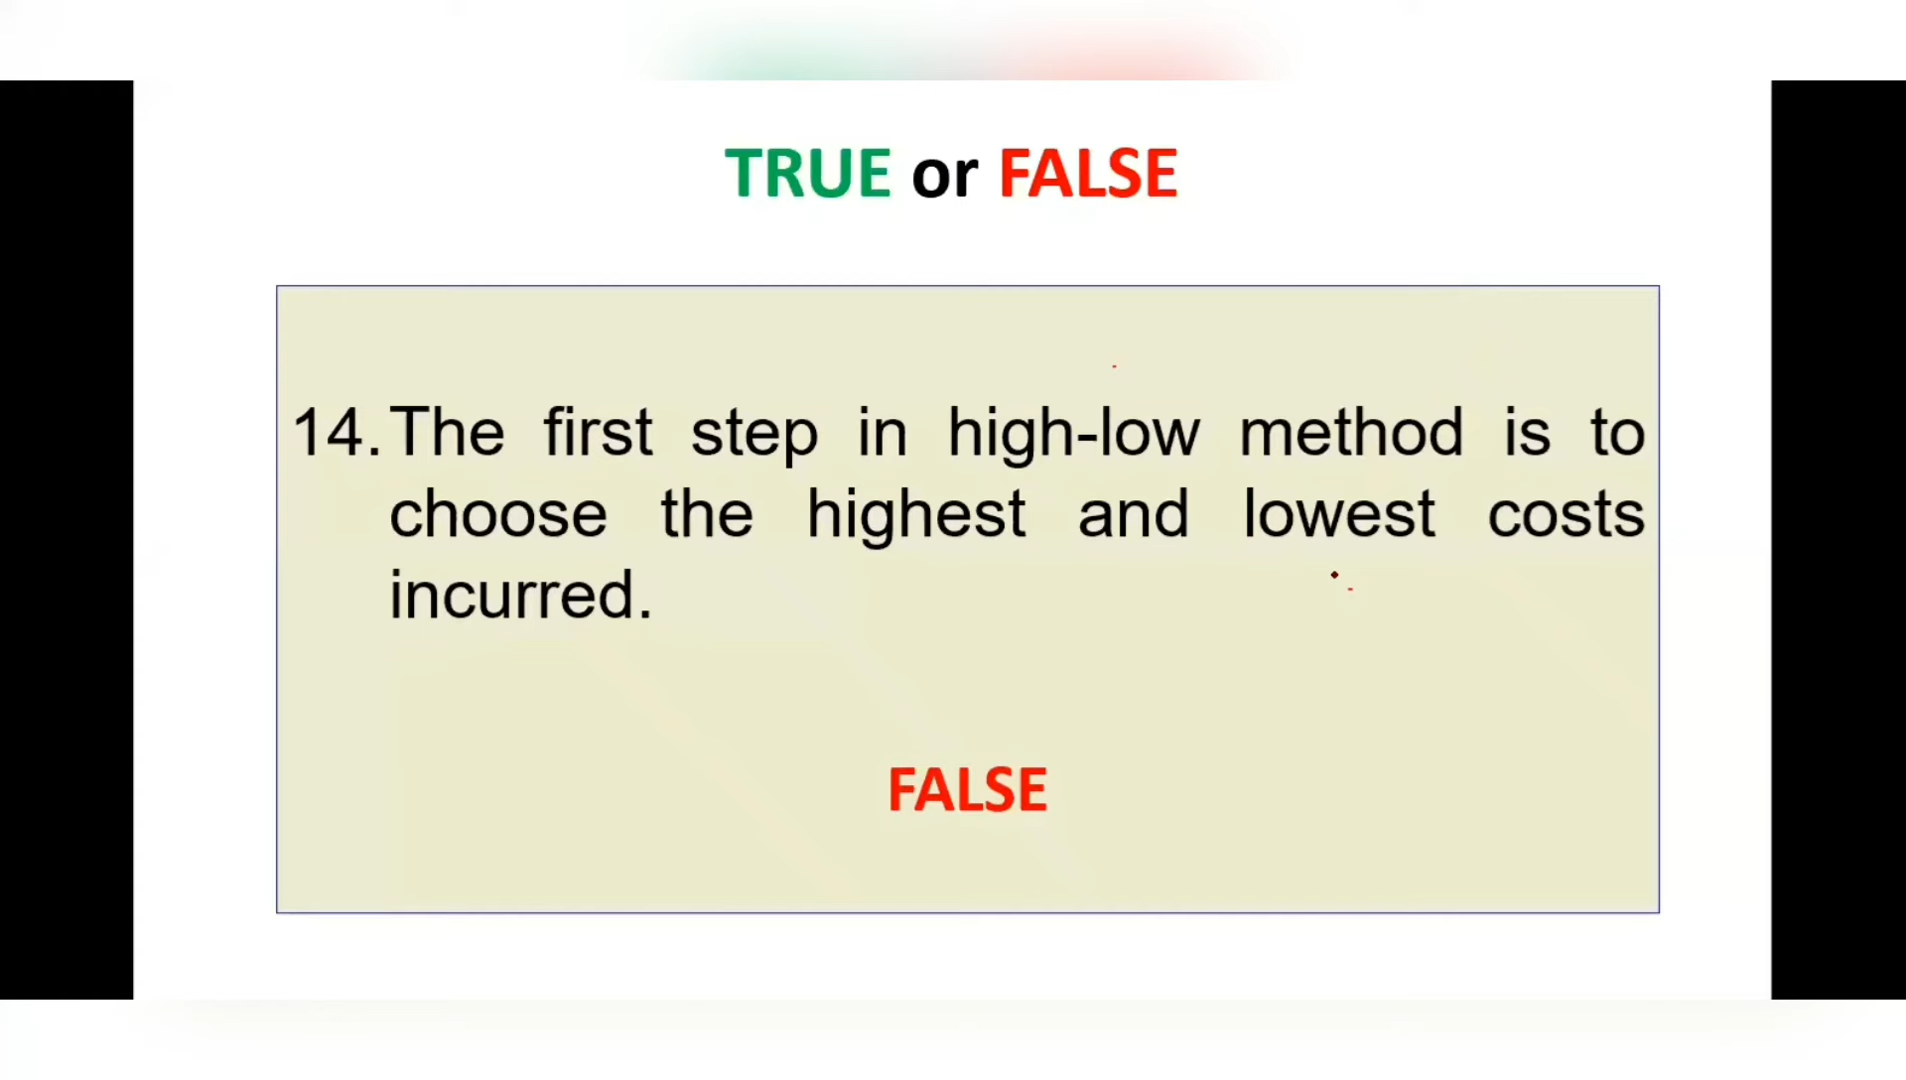 TRUE or FALSE
14. The first step in high-low method is to
choose the highest and lowest costs
incurred.
FALSE